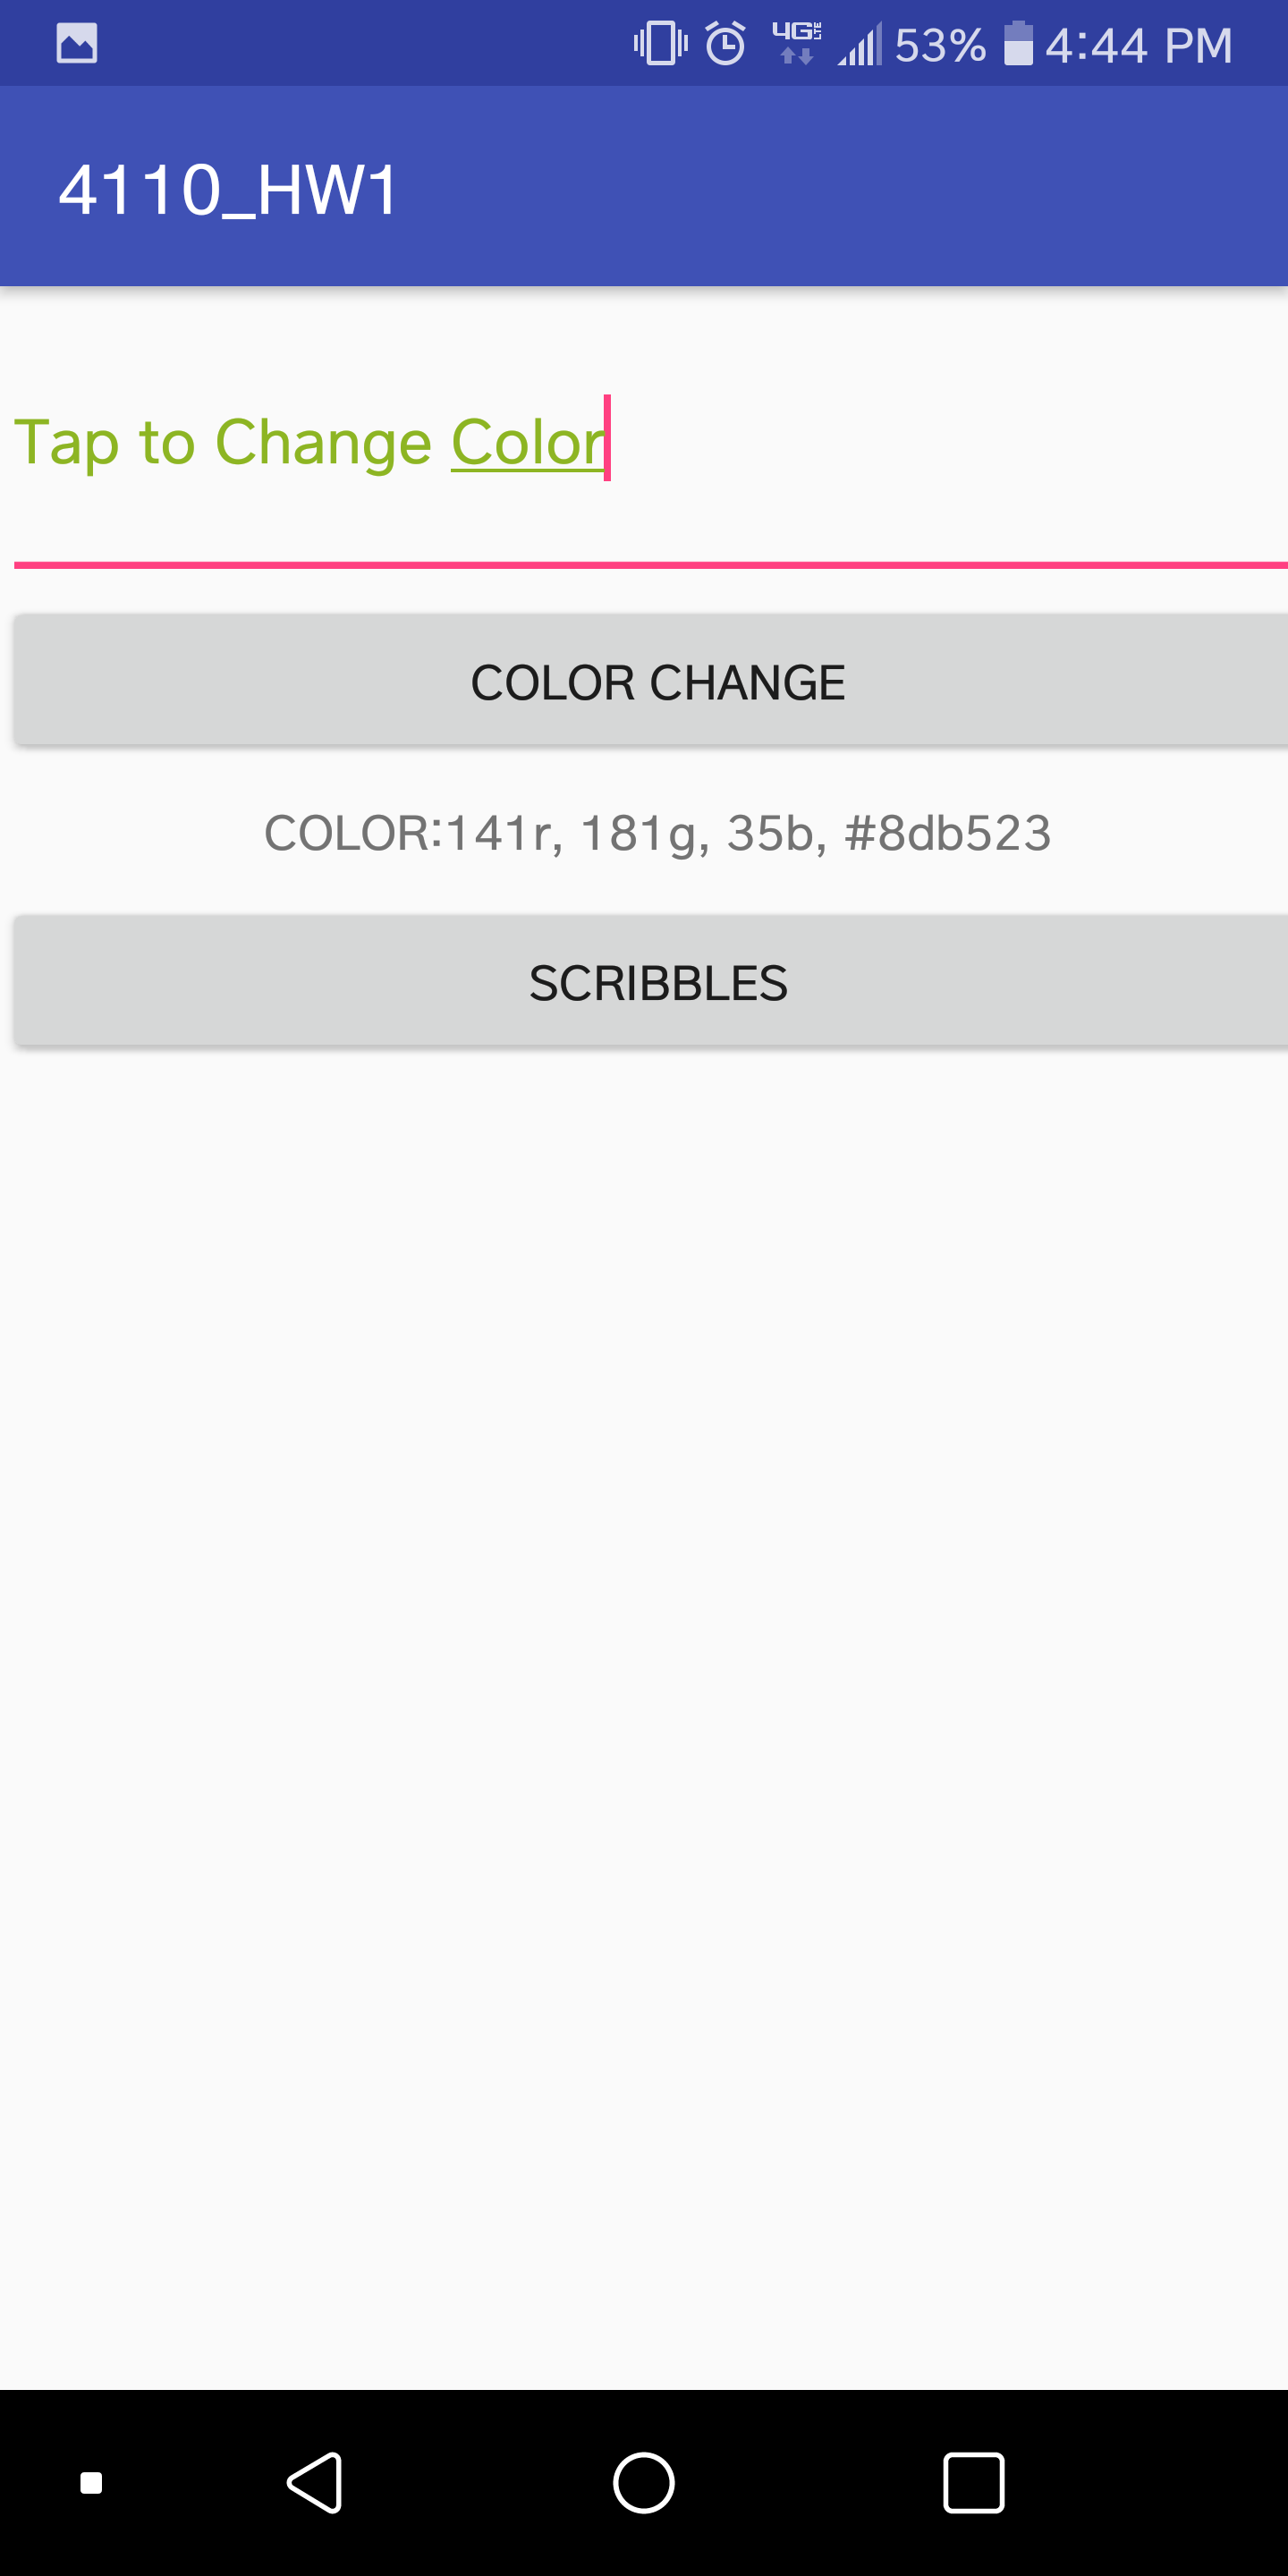 4G LTE 53% 4:44 PM
4110_HW1
Tap to Change Color
COLOR CHANGE
COLOR:141r, 181g, 35b, #8db523
SCRIBBLES